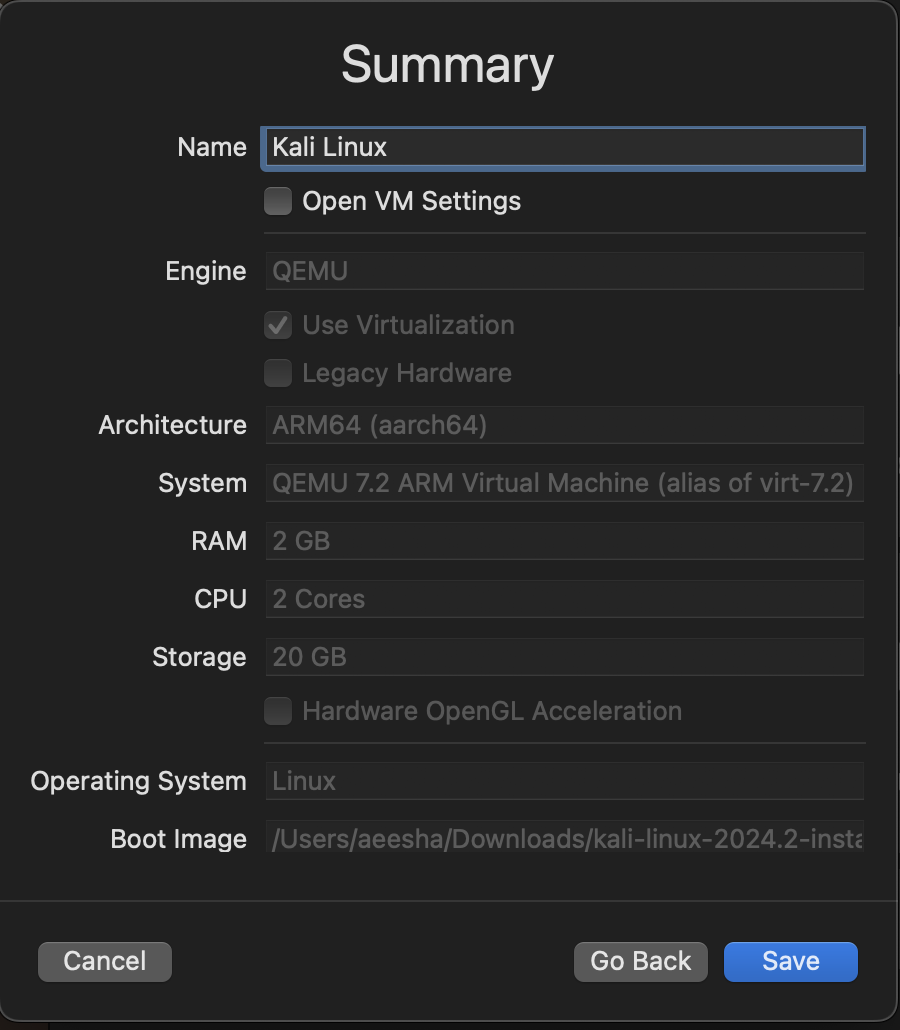 Summary
Name Kali Linux
Open VM Settings
Engine QEMU
Use Virtualization
Legacy Hardware
Architecture ARM64 (aarch64)
System QEMU 7.2 ARM Virtual Machine (alias of virt-7.2)
RAM 2 GB
CPU 2 Cores
Storage 20 GB
Hardware OpenGL Acceleration
Operating System Linux
Boot Image /Users/aeesha/Downloads/kali-linux-2024.2-insta
Cancel Go Back Save